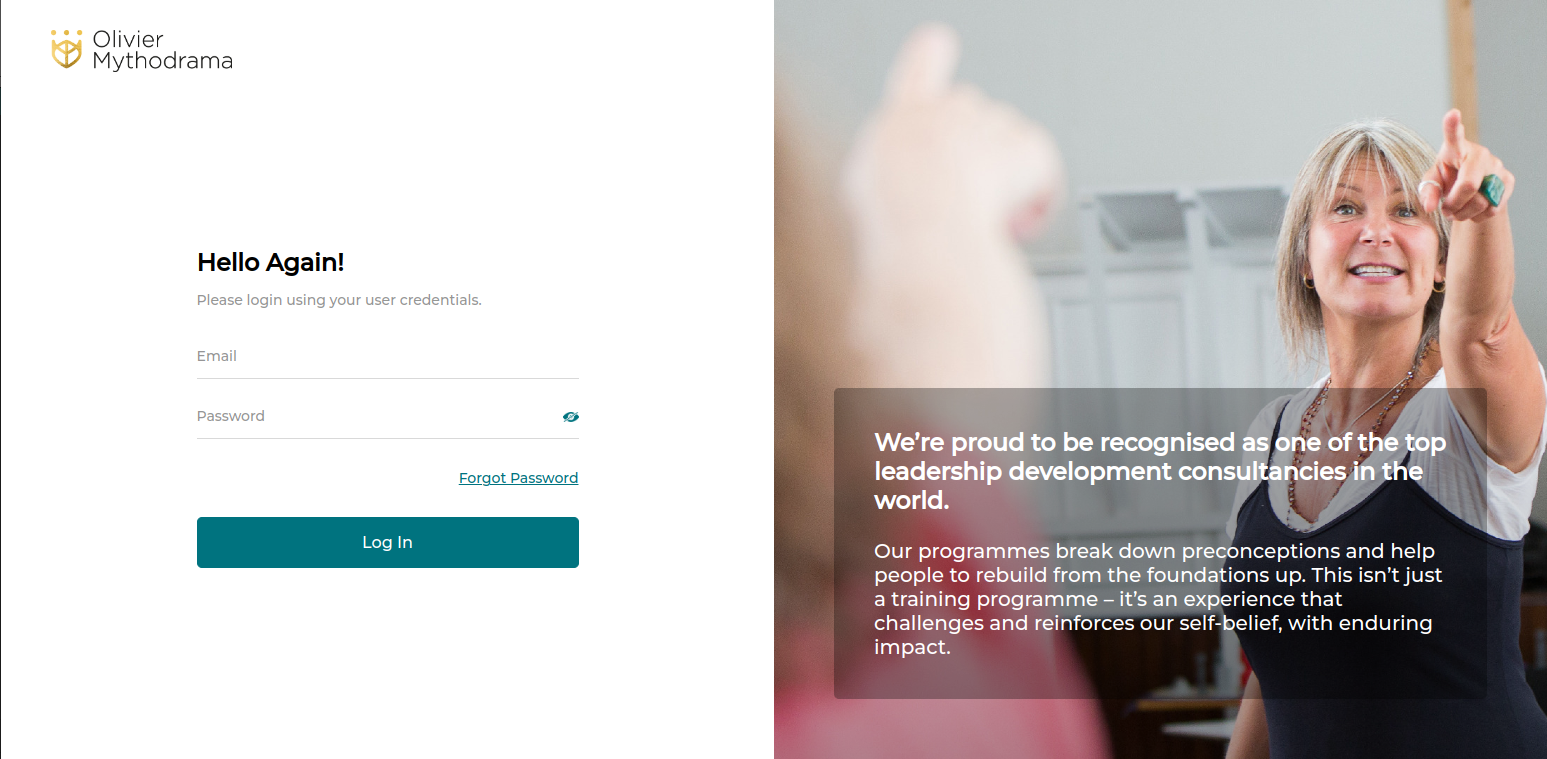 Olivier
Mythodrama
Hello Again!
Please login using your user credentials.
Email
Password
Forgot Password
Log In
We’re proud to be recognised as one of the top
leadership development consultancies in the
world.
Our programmes break down preconceptions and help
people to rebuild from the foundations up. This isn’t just
a training programme – it’s an experience that
challenges and reinforces our self-belief, with enduring
impact.